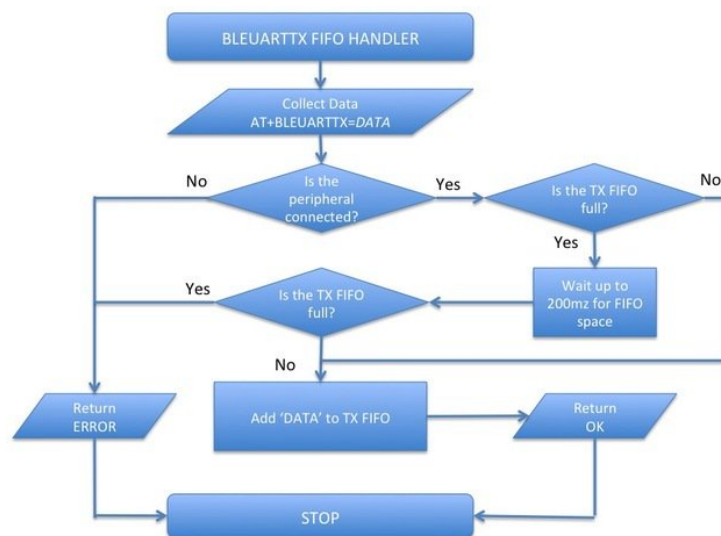 BLEUARTTX FIFO HANDLER
Collect Data
AT+BLEUARTTX=DATA
No
Is the
peripheral
connected?
Yes
Is the TX FIFO
full?
No
Yes
Wait up to
200mz for FIFO
space
Yes
Is the TX FIFO
full?
No
Return
ERROR
Add 'DATA' to TX FIFO
Return
OK
STOP